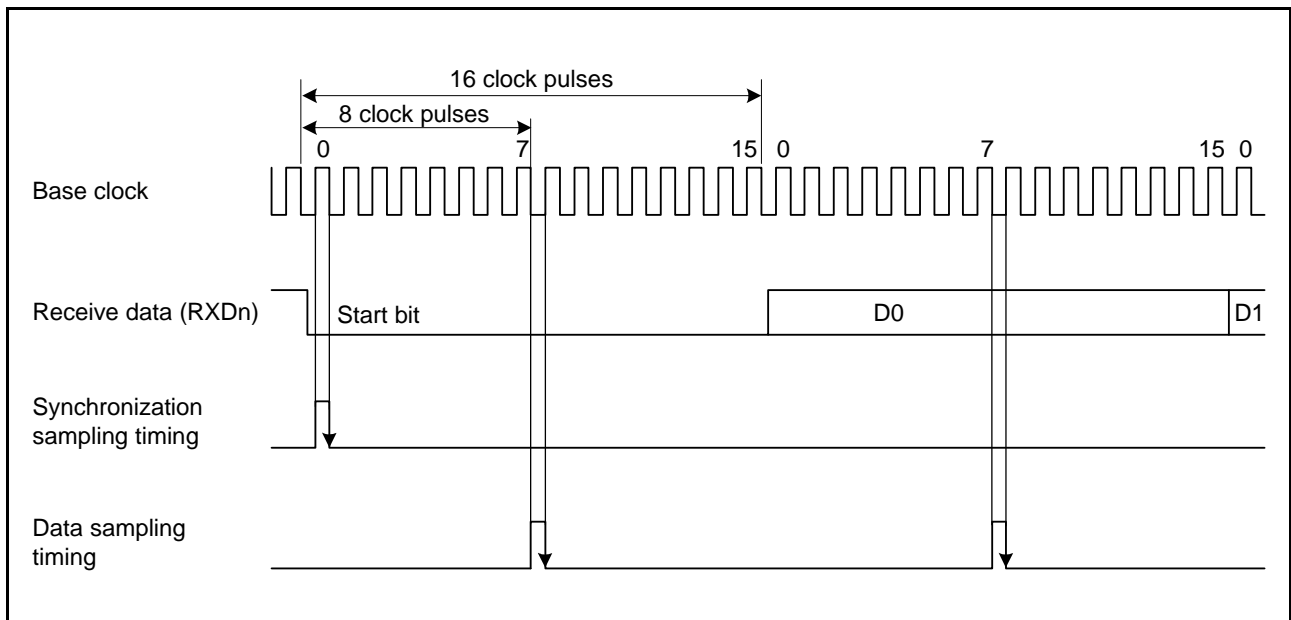 16 clock pulses
8 clock pulses
0 7 15 0 7 15 0
Base clock
Receive data (RXDn)
Start bit
D0
D1
Synchronization
sampling timing
Data sampling
timing